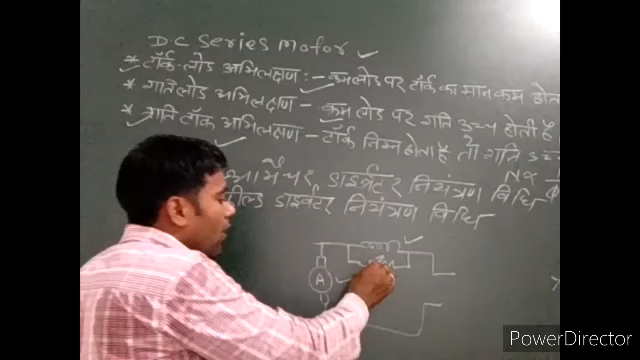 D.C Series Motor
* टॉर्क-लोड अभिलक्षण :- कम लोड पर टॉर्क का मान कम होता
* गति लोड अभिलक्षण - कम लोड पर गति उच्च होती है
* गति टॉर्क अभिलक्षण - टॉर्क निम्न होता है तो गति उच्च
N ∝
आर्मेचर डाइवर्टर नियंत्रण विधि
फील्ड डाइवर्टर नियंत्रण विधि
A
PowerDirector